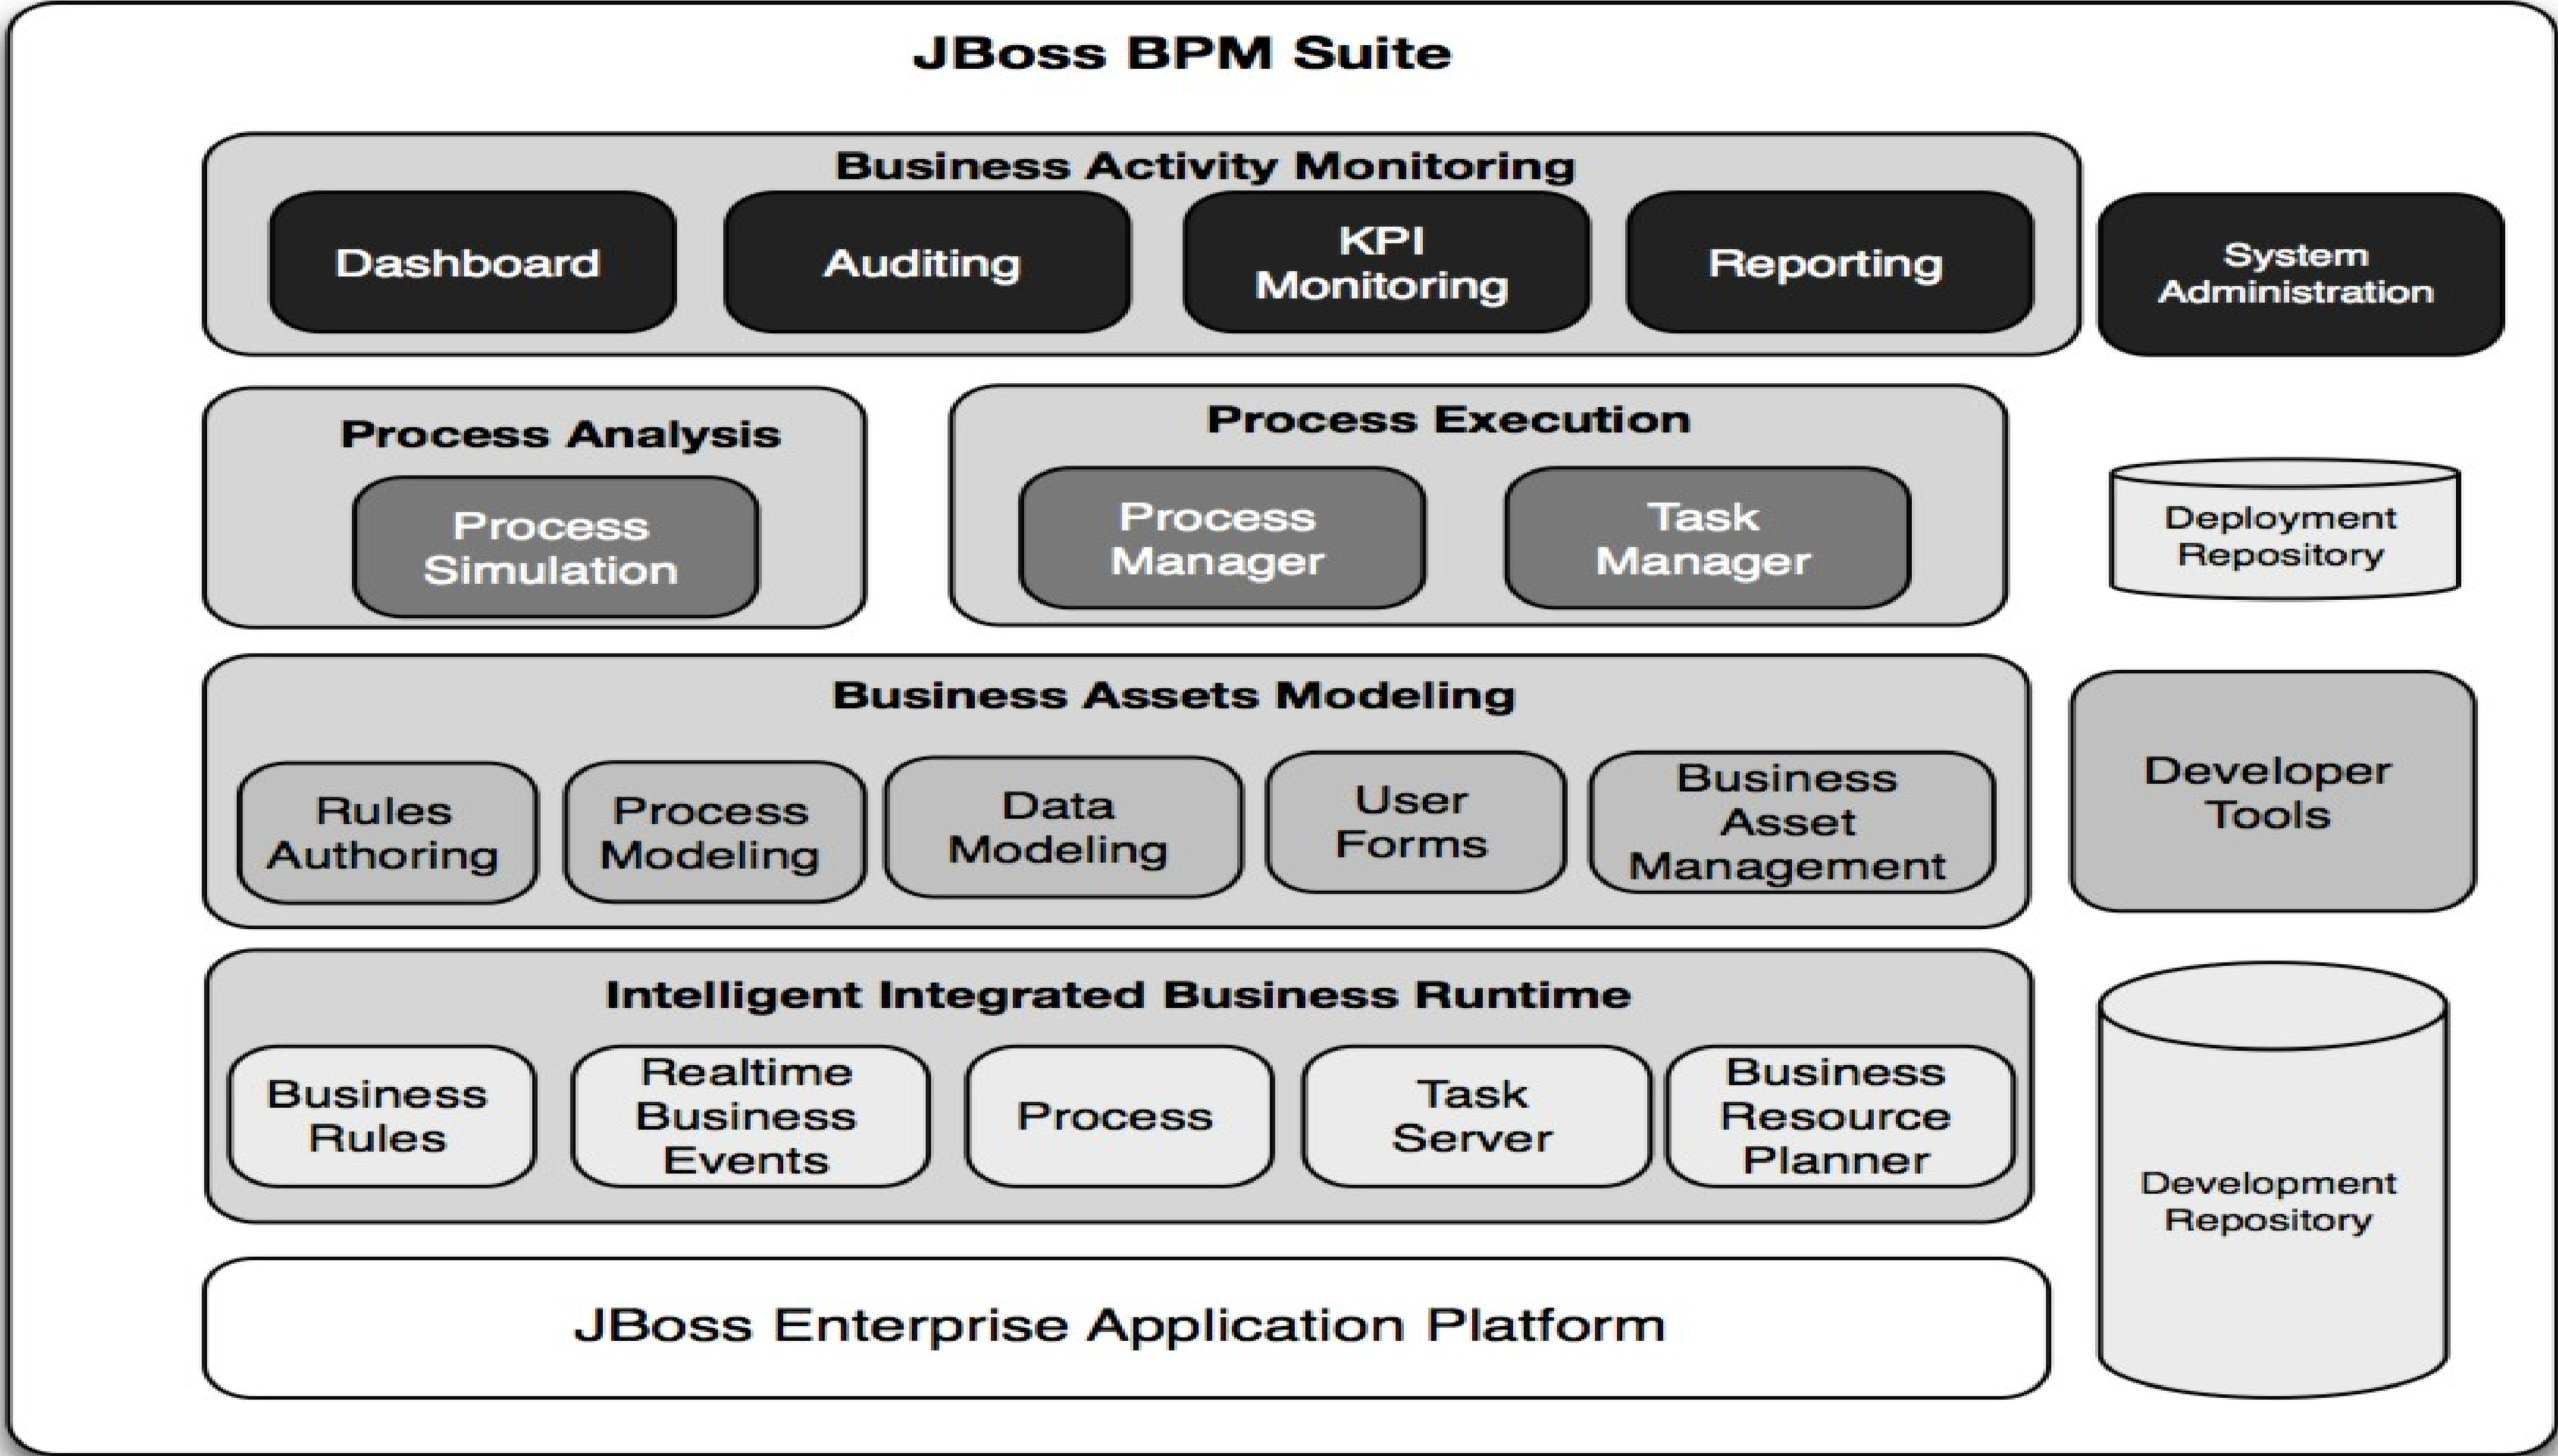 JBoss BPM Suite
Business Activity Monitoring
Dashboard
Auditing
KPI
Monitoring
Reporting
System
Administration
Process Analysis
Process
Simulation
Process Execution
Process
Manager
Task
Manager
Deployment
Repository
Business Assets Modeling
Rules
Authoring
Process
Modeling
Data
Modeling
User
Forms
Business
Asset
Management
Developer
Tools
Intelligent Integrated Business Runtime
Business
Rules
Realtime
Business
Events
Process
Task
Server
Business
Resource
Planner
Development
Repository
JBoss Enterprise Application Platform